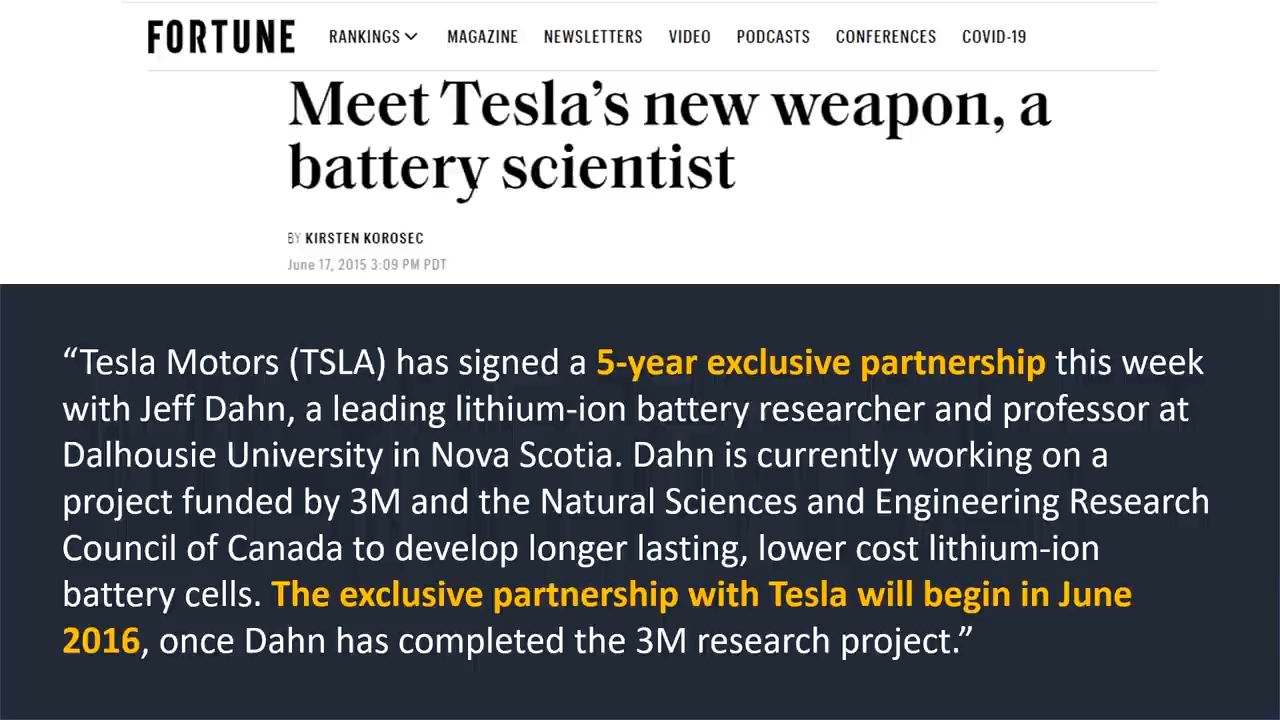 FORTUNE RANKINGS MAGAZINE NEWSLETTERS VIDEO PODCASTS CONFERENCES COVID-19
Meet Tesla's new weapon, a
battery scientist
BY KIRSTEN KOROSEC
June 17, 2015 3:09 PM PDT
“Tesla Motors (TSLA) has signed a 5-year exclusive partnership this week
with Jeff Dahn, a leading lithium-ion battery researcher and professor at
Dalhousie University in Nova Scotia. Dahn is currently working on a
project funded by 3M and the Natural Sciences and Engineering Research
Council of Canada to develop longer lasting, lower cost lithium-ion
battery cells. The exclusive partnership with Tesla will begin in June
2016, once Dahn has completed the 3M research project.”